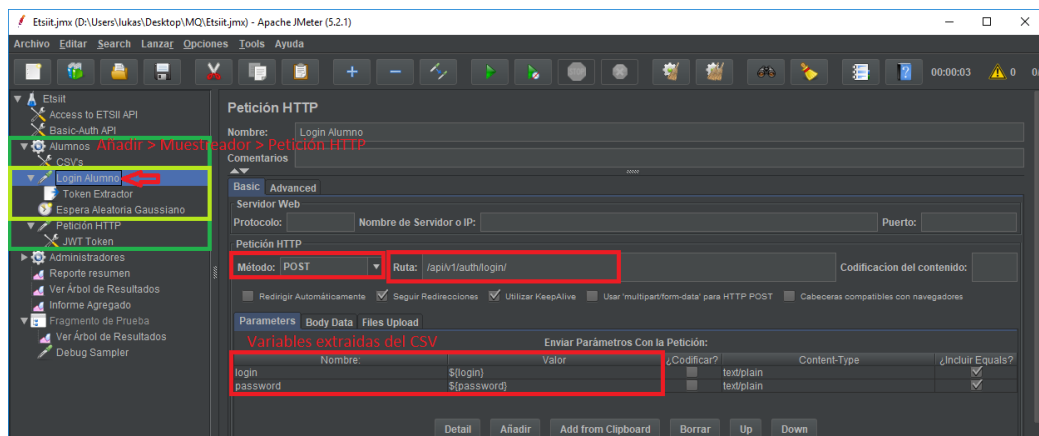 Etsiit.jmx (D:\Users\lukas\Desktop\MQ\Etsiit.jmx) - Apache JMeter (5.2.1)
Archivo Editar Search Lanzar Opciones Tools Ayuda
00:00:03 0
Etsiit
Access to ETSII API
Basic-Auth API
Alumnos
CSV's
Login Alumno
Token Extractor
Espera Aleatoria Gaussiano
Petición HTTP
JWT Token
Administradores
Reporte resumen
Ver Árbol de Resultados
Informe Agregado
Fragmento de Prueba
Ver Árbol de Resultados
Debug Sampler
Petición HTTP
Nombre: Login Alumno
Añadir > Muestreador > Petición HTTP
Comentarios
Basic Advanced
Servidor Web
Protocolo: Nombre de Servidor o IP: Puerto:
Petición HTTP
Método: POST Ruta: /api/v1/auth/login/ Codificacion del contenido:
Redirigir Automáticamente Seguir Redirecciones Utilizar KeepAlive Usar 'multipart/form-data' para HTTP POST Cabeceras compatibles con navegadores
Parameters Body Data Files Upload
Variables extraidas del CSV
Enviar Parámetros Con la Petición:
Nombre: Valor ¿Codificar? Content-Type ¿Incluir Equals?
login ${login} text/plain
password ${password} text/plain
Detail Añadir Add from Clipboard Borrar Up Down